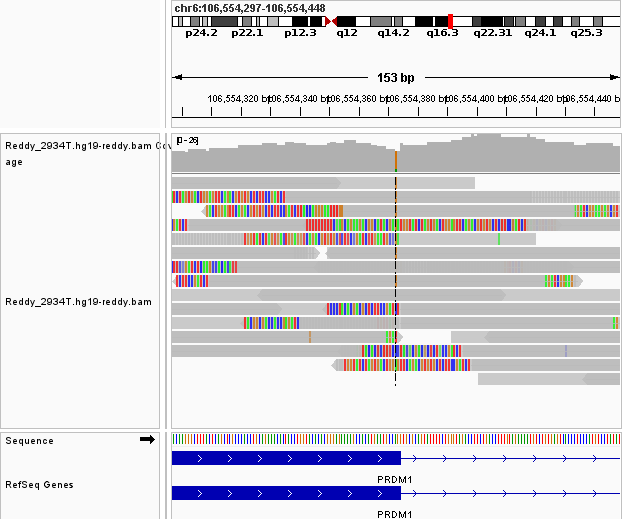 chr6:106,554,297-106,554,448
p24.2 p22.1 p12.3 q12 q14.2 q16.3 q22.31 q24.1 q25.3
153 bp
106,554,320 bp 106,554,340 bp 106,554,360 bp 106,554,380 bp 106,554,400 bp 106,554,420 bp 106,554,440 bp
Reddy_2934T.hg19-reddy.bam Cov
age
[0-26]
Reddy_2934T.hg19-reddy.bam
Sequence
RefSeq Genes
PRDM1
PRDM1